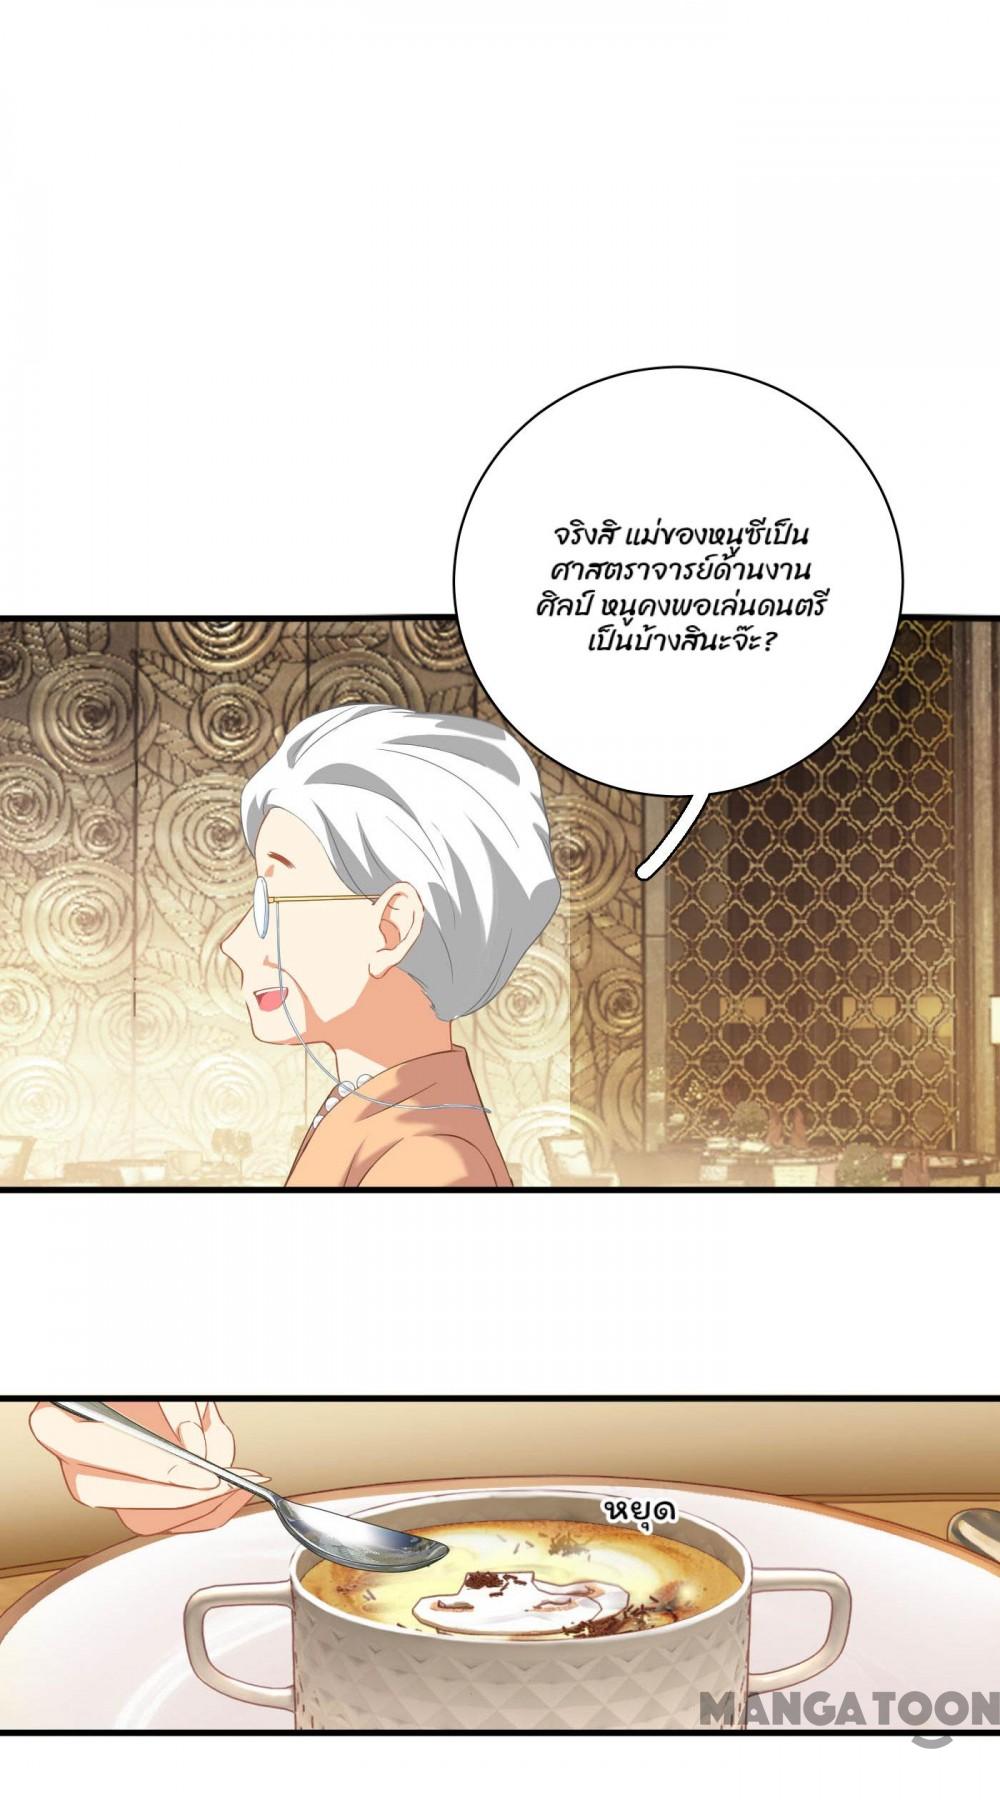 จริงสิ แม่ของหนูซีเป็น
ศาสตราจารย์ด้านงาน
ศิลป์ หนูคงพอเล่นดนตรี
เป็นบ้างสินะจ๊ะ?
หยุด
MANGATOON